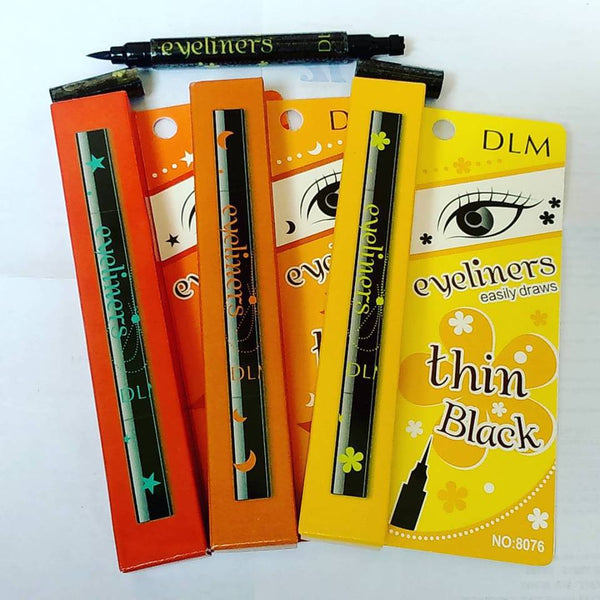 eyeliners
eyeliners
DLM
eyeliners
DLM
eyeliners
DLM
DLM
eyeliners
easily draws
thin
Black
NO:8076